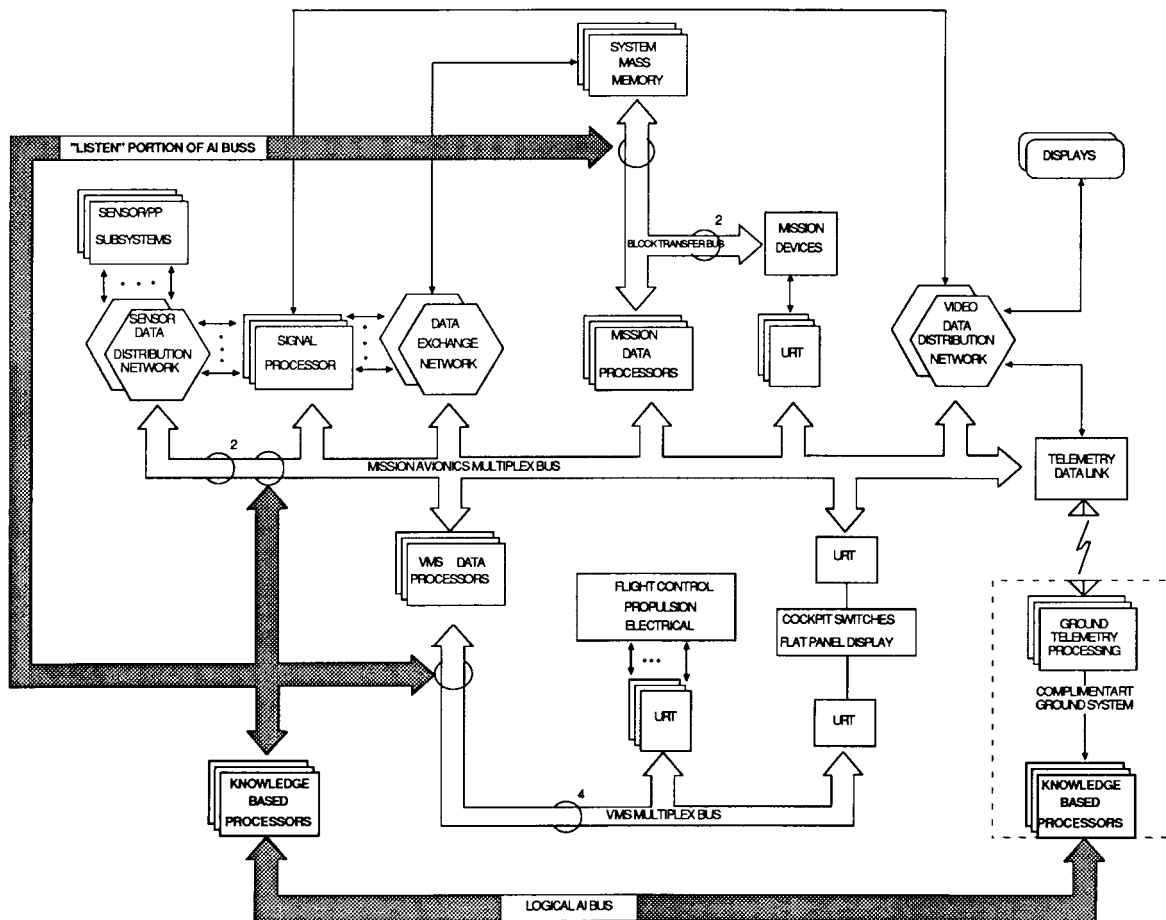 SYSTEM
MASS
MEMORY
"LISTEN" PORTION OF AI BUSS
DISPLAYS
SENSOR/PP
SUBSYSTEMS
2
BLOCK TRANSFER BUS
MISSION
DEVICES
SENSOR
DATA
DISTRIBUTION
NETWORK
SIGNAL
PROCESSOR
DATA
EXCHANGE
NETWORK
MISSION
DATA
PROCESSORS
URT
VIDEO
DATA
DISTRIBUTION
NETWORK
2
MISSION AVIONICS MULTIPLEX BUS
TELEMETRY
DATA LINK
VMS DATA
PROCESSORS
URT
FLIGHT CONTROL
PROPULSION
ELECTRICAL
COCKPIT SWITCHES
FLAT PANEL DISPLAY
GROUND
TELEMETRY
PROCESSING
URT
URT
COMPLIMENTART
GROUND SYSTEM
KNOWLEDGE
BASED
PROCESSORS
4
VMS MULTIPLEX BUS
KNOWLEDGE
BASED
PROCESSORS
LOGICAL AI BUS